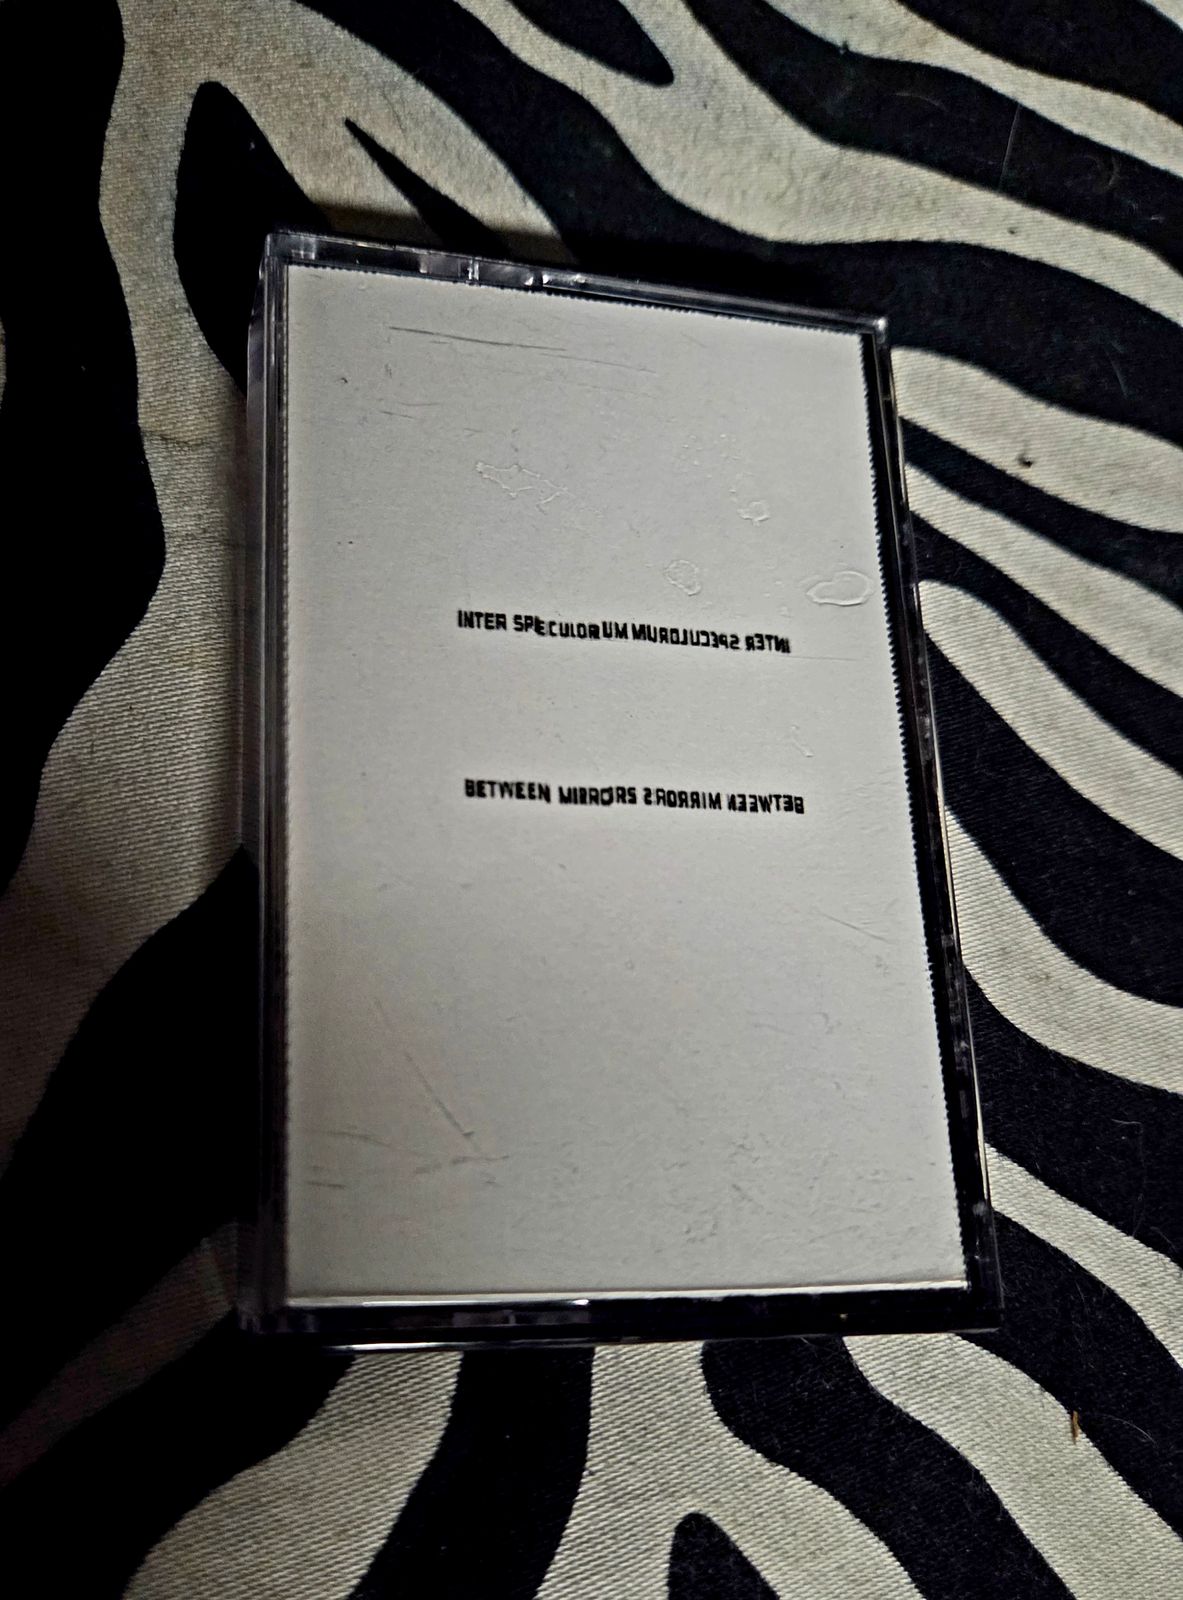 INTER SPECULORUM MUROLUCEPS RETNI
BETWEEN MIRRORS SRORRIM NEEWTEB